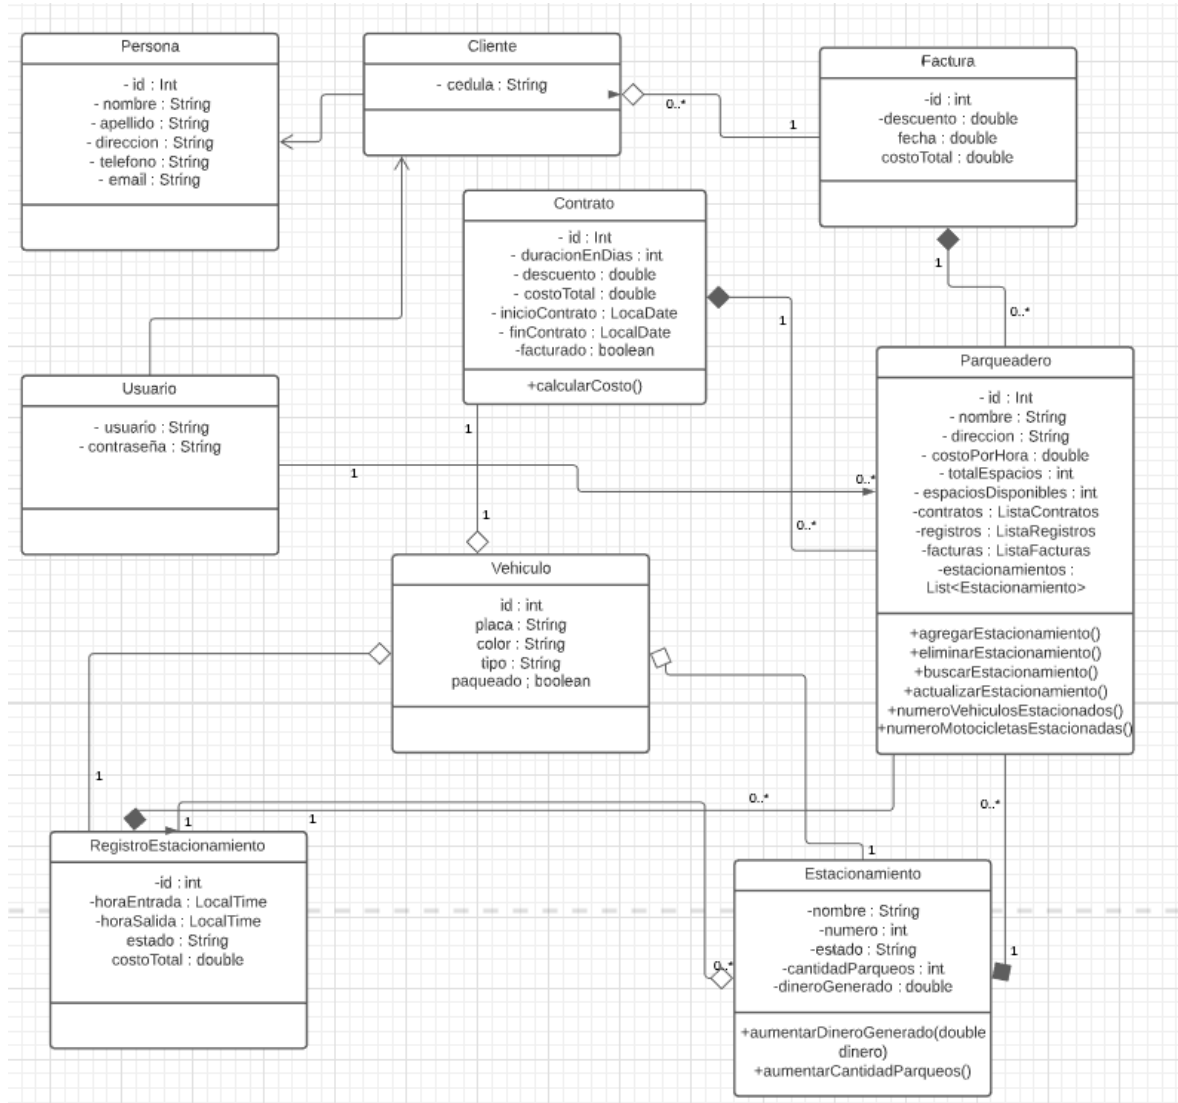 Persona
- id : Int
- nombre : String
- apellido : String
- direccion : String
- telefono : String
- email : String
Cliente
- cedula : String
0..*
1
Factura
-id : int
-descuento : double
fecha : double
costoTotal : double
1
0..*
Contrato
- id : Int
- duracionEnDias : int
- descuento : double
- costoTotal : double
- inicioContrato : LocaDate
- finContrato : LocalDate
-facturado : boolean
+calcularCosto()
1
1
0..*
1
Usuario
- usuario : String
- contraseña : String
1
0..*
Parqueadero
- id : Int
- nombre : String
- direccion : String
- costoPorHora : double
- totalEspacios : int
- espaciosDisponibles : int
-contratos : ListaContratos
-registros : ListaRegistros
-facturas : ListaFacturas
-estacionamientos :
List<Estacionamiento>
+agregarEstacionamiento()
+eliminarEstacionamiento()
+buscarEstacionamiento()
+actualizarEstacionamiento()
+numeroVehiculosEstacionados()
+numeroMotocicletasEstacionadas()
Vehiculo
id : int
placa : String
color : String
tipo : String
paqueado ; boolean
1
1
1
0..*
0..*
1
RegistroEstacionamiento
-id : int
-horaEntrada : LocalTime
-horaSalida : LocalTime
estado : String
costoTotal : double
0..*
1
Estacionamiento
-nombre : String
-numero : int
-estado : String
-cantidadParqueos : int
-dineroGenerado : double
+aumentarDineroGenerado(double
dinero)
+aumentarCantidadParqueos()